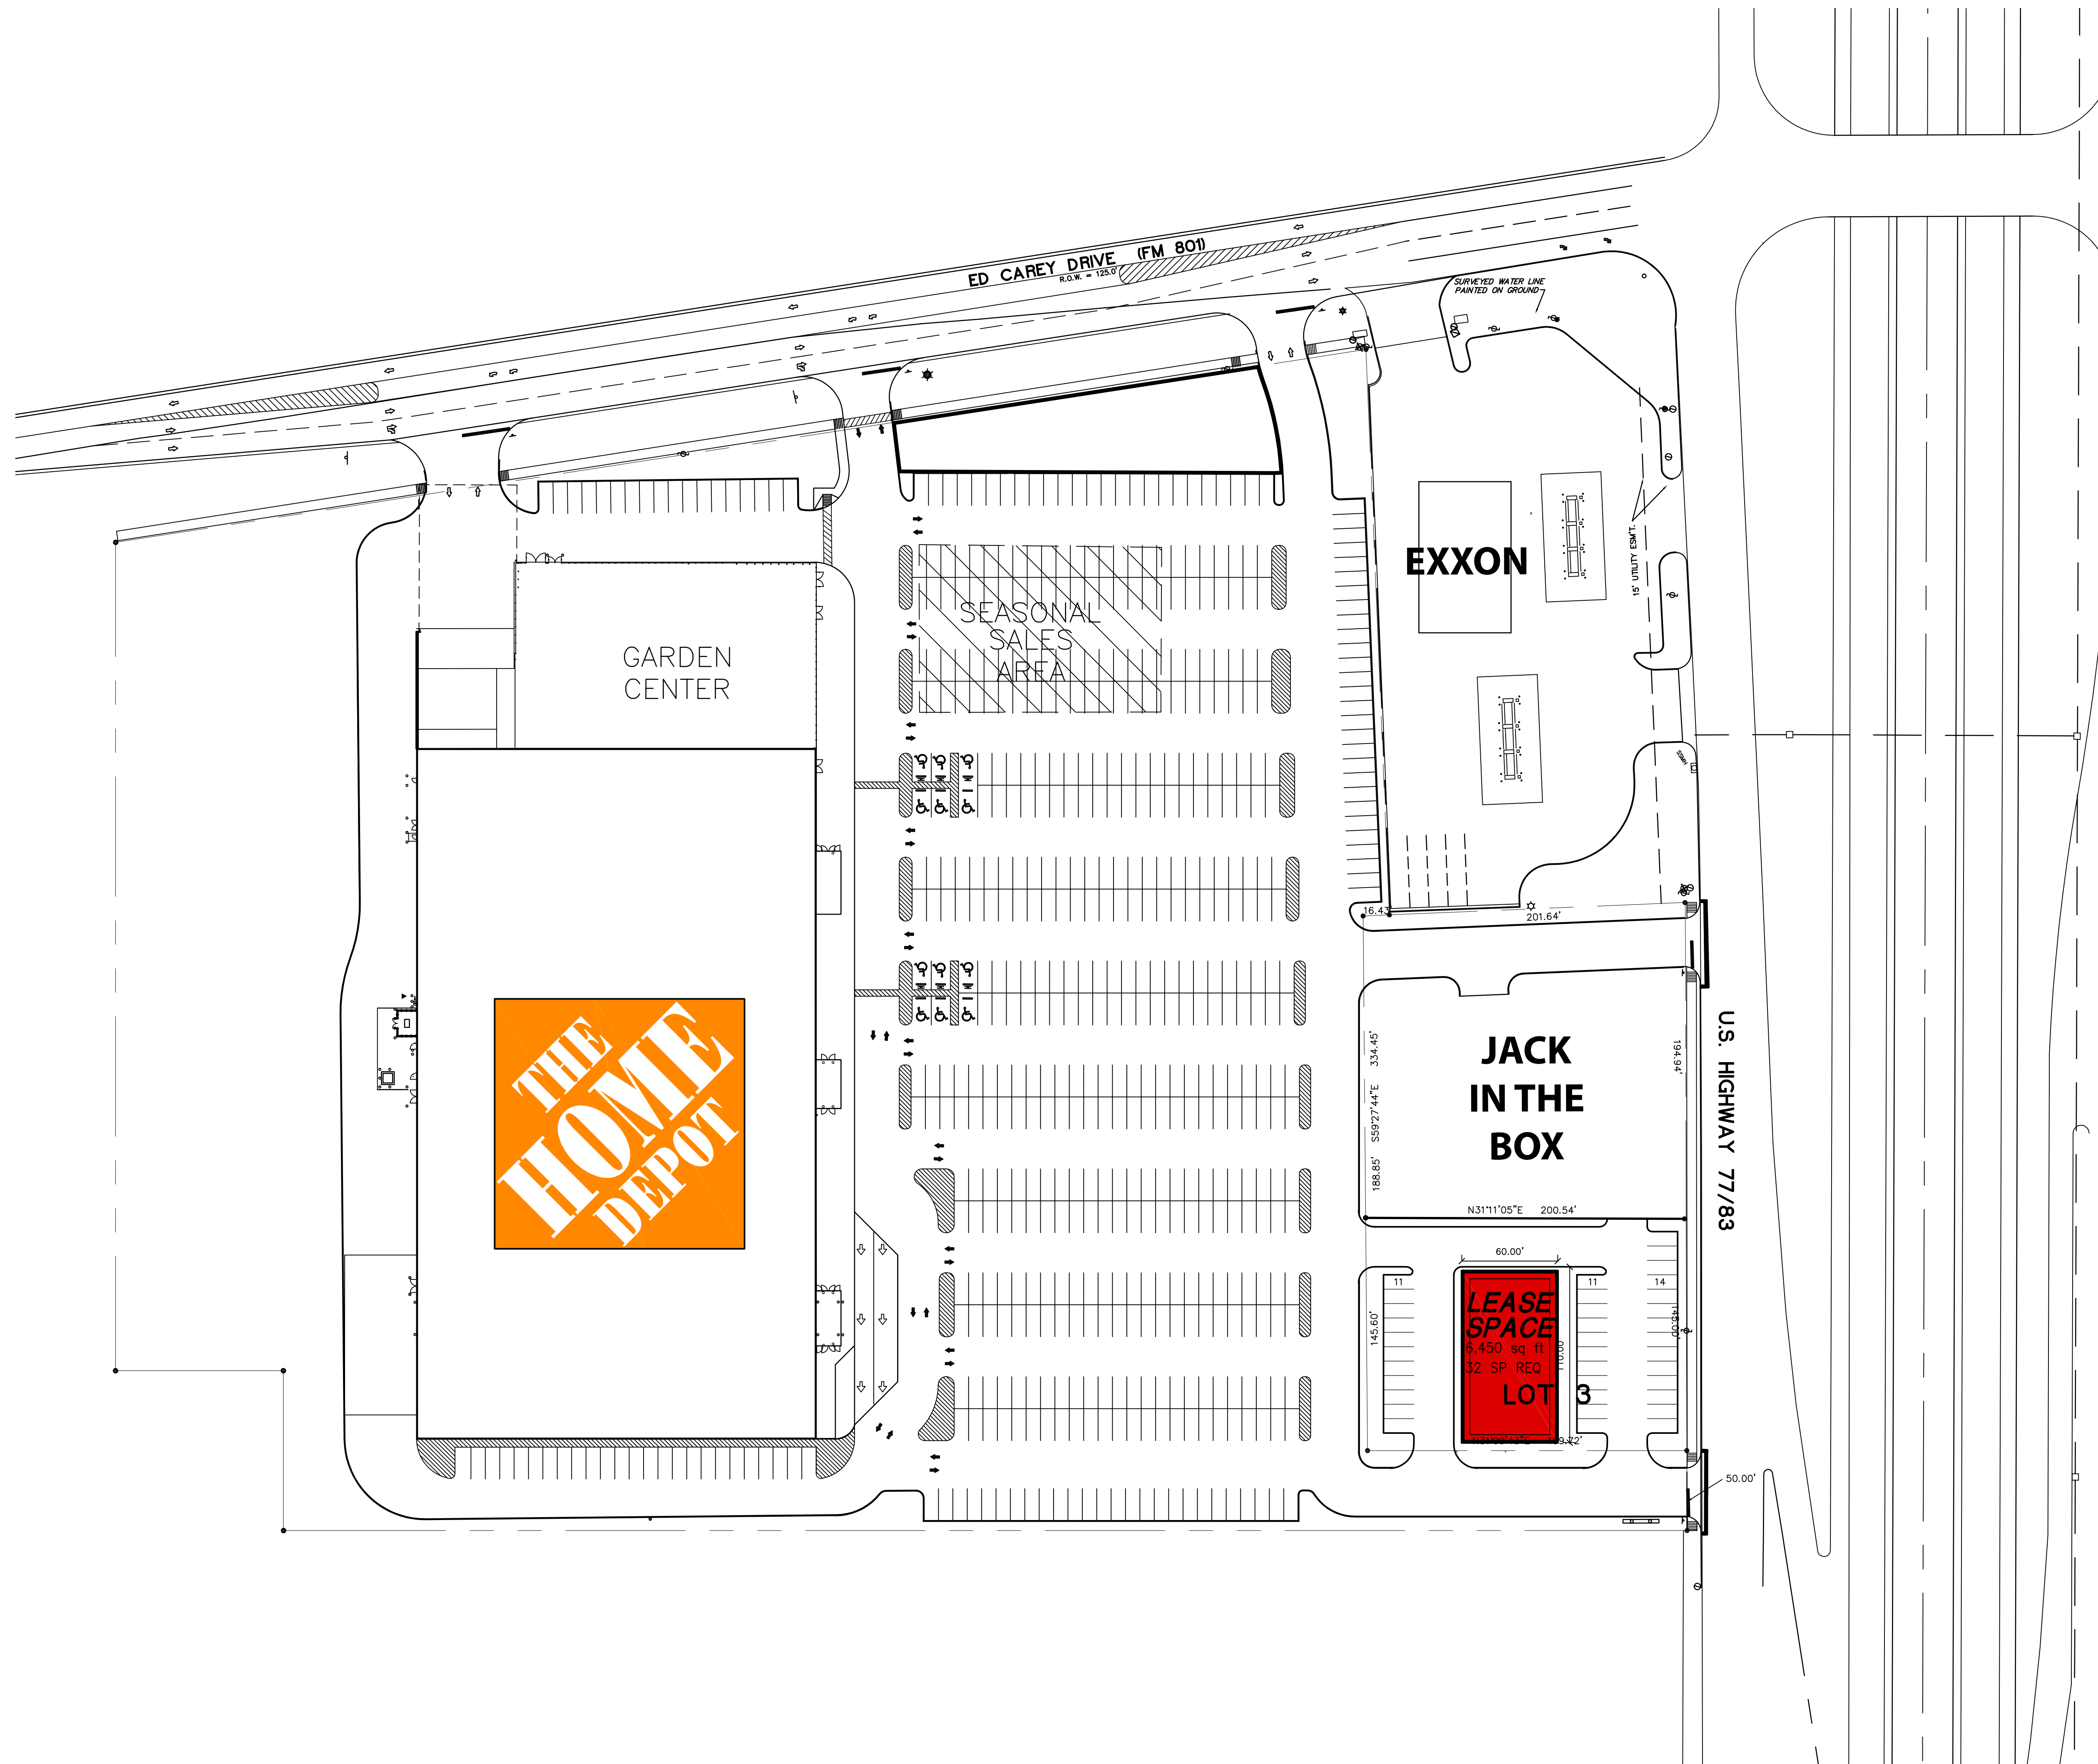 ED CAREY DRIVE (FM 801)
R.O.W. = 125.0'
SURVEYED WATER LINE
PAINTED ON GROUND
EXXON
15' UTILITY ESM'T.
SEASONAL
SALES
AREA
GARDEN
CENTER
SSMH
16.43'
201.64'
THE
HOME
DEPOT
JACK
IN THE
BOX
S59°27'44"E 334.45'
188.85'
194.94'
U.S. HIGHWAY 77/83
N31°11'05"E 200.54'
60.00'
11
11
14
LEASE
SPACE
6,450 sq ft
32 SP REQ
LOT 3
110.00
145.60'
145.00'
50.00'